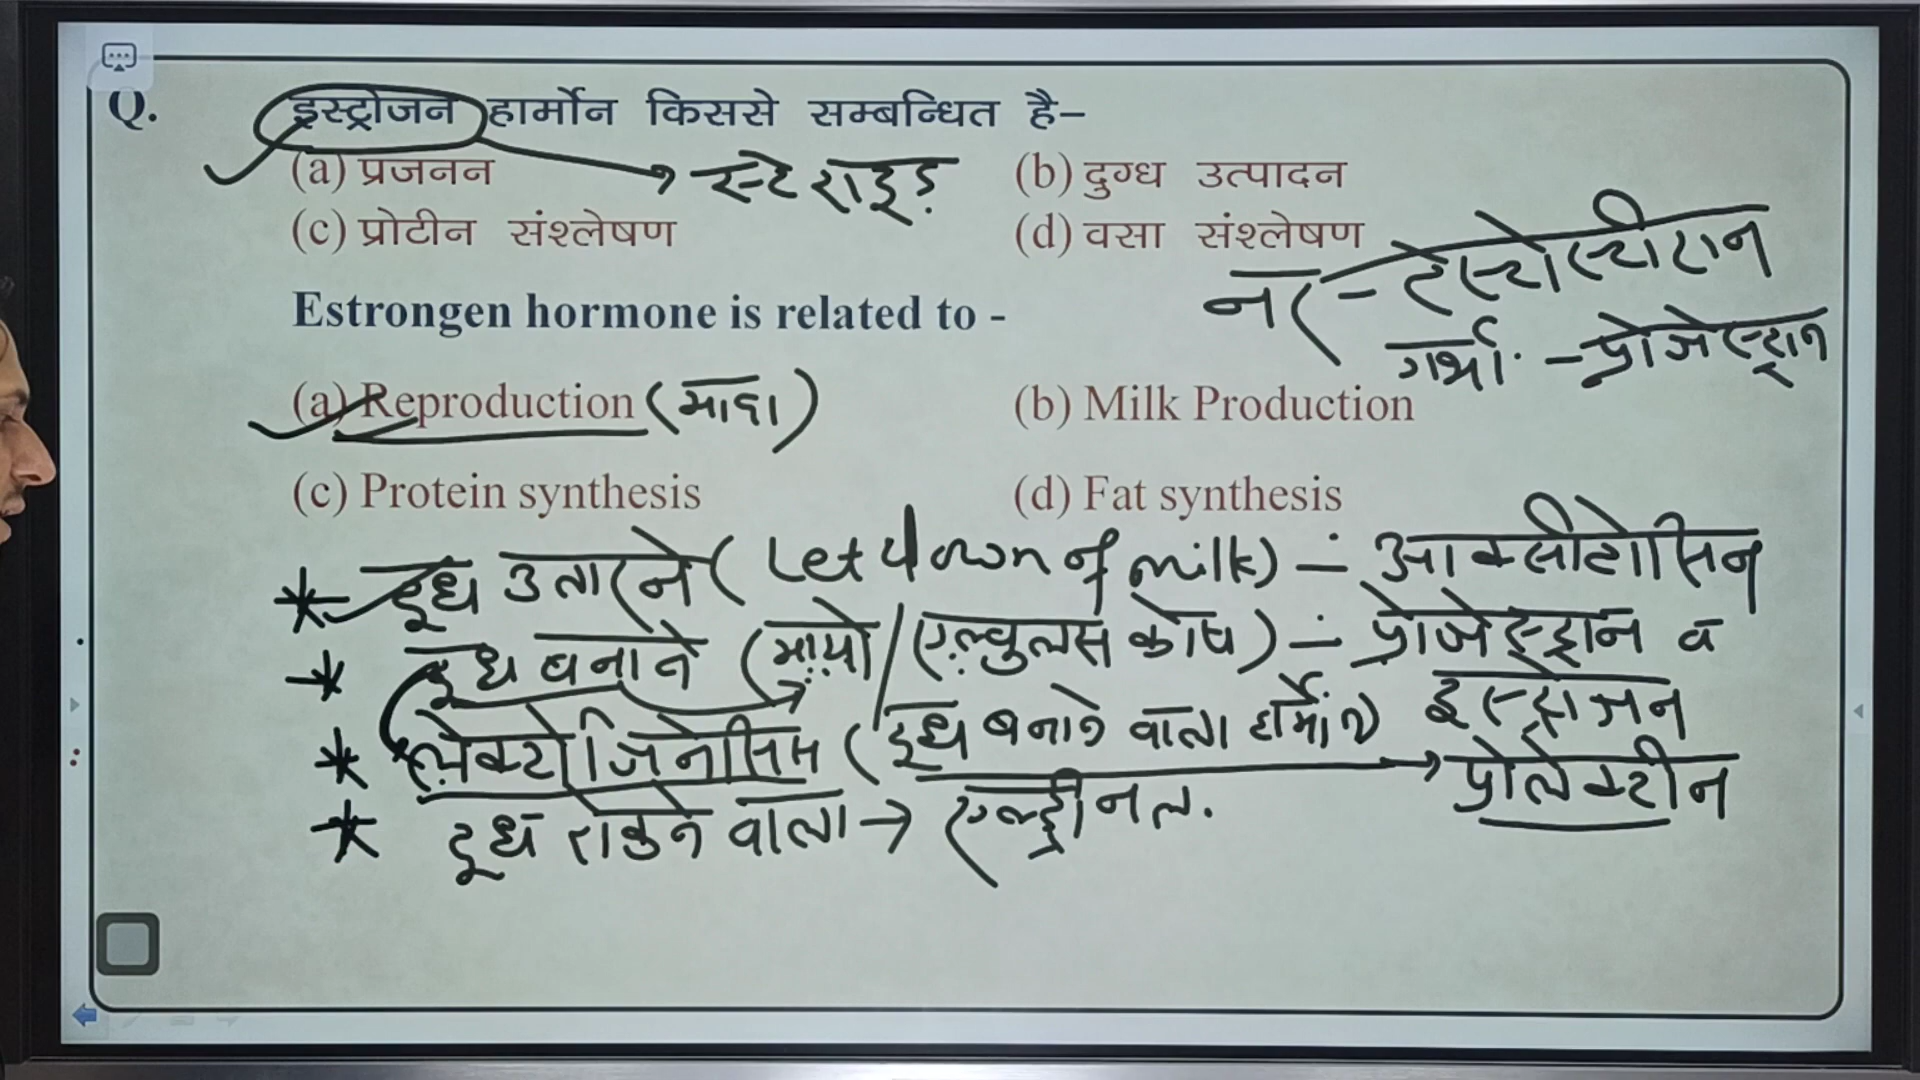 Q. इस्ट्रोजन हार्मोन किससे सम्बन्धित है–
(a) प्रजनन → स्टेराइड़ (b) दुग्ध उत्पादन
(c) प्रोटीन संश्लेषण (d) वसा संश्लेषण
नर – टेस्टोस्टीरान
गर्भा. – प्रोजेस्ट्रान
Estrongen hormone is related to -
(a) Reproduction (मादा) (b) Milk Production
(c) Protein synthesis (d) Fat synthesis
* दूध उतारने (Let down of milk) – आक्सीटोसिन
* दूध बनाने (मायो/एल्वुलस कोष) – प्रोजेस्ट्रान व
इस्ट्रोजन
* लेक्टोजिनेसिस (दूध बनाने वाला हार्मोन) → प्रोलेक्टीन
* दूध रोकने वाला → एड्रीनल.